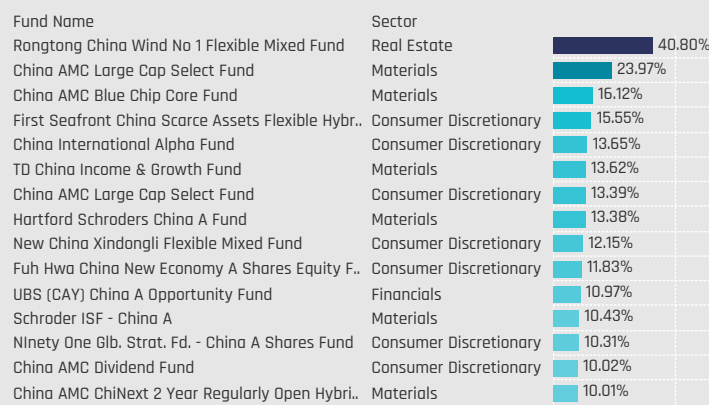 Fund Name Sector
Rongtong China Wind No 1 Flexible Mixed Fund Real Estate 40.80%
China AMC Large Cap Select Fund Materials 23.97%
China AMC Blue Chip Core Fund Materials 16.12%
First Seafront China Scarce Assets Flexible Hybr.. Consumer Discretionary 15.55%
China International Alpha Fund Consumer Discretionary 13.65%
TD China Income & Growth Fund Materials 13.62%
China AMC Large Cap Select Fund Consumer Discretionary 13.39%
Hartford Schroders China A Fund Materials 13.38%
New China Xindongli Flexible Mixed Fund Consumer Discretionary 12.15%
Fuh Hwa China New Economy A Shares Equity F.. Consumer Discretionary 11.83%
UBS (CAY) China A Opportunity Fund Financials 10.97%
Schroder ISF - China A Materials 10.43%
NInety One Glb. Strat. Fd. - China A Shares Fund Consumer Discretionary 10.31%
China AMC Dividend Fund Consumer Discretionary 10.02%
China AMC ChiNext 2 Year Regularly Open Hybri.. Materials 10.01%